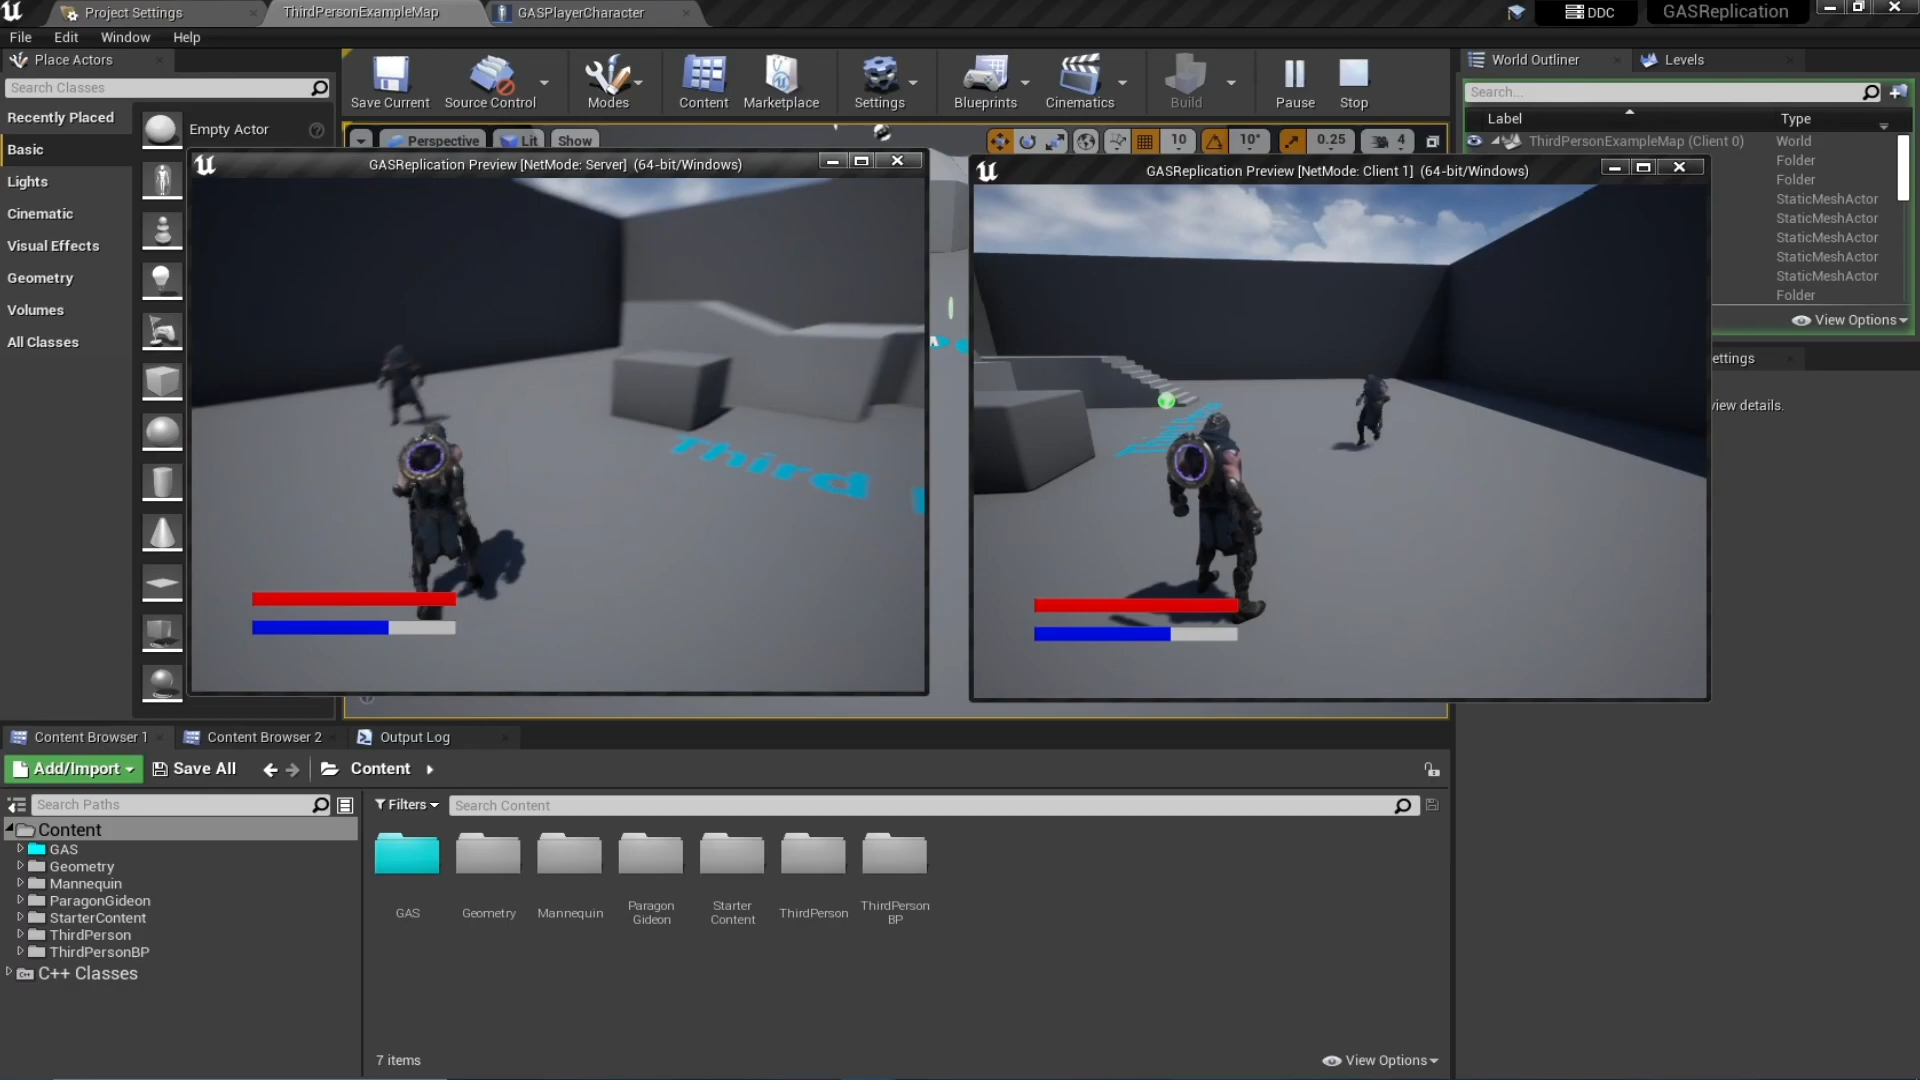 Project Settings
ThirdPersonExampleMap
GASPlayerCharacter
DDC
GASReplication
File Edit Window Help
Place Actors
Search Classes
Recently Placed
Basic
Lights
Cinematic
Visual Effects
Geometry
Volumes
All Classes
Empty Actor
Save Current
Source Control
Modes
Content
Marketplace
Settings
Blueprints
Cinematics
Build
Pause
Stop
Perspective
Lit
Show
10
10°
0.25
4
World Outliner
Levels
Search...
Label
Type
ThirdPersonExampleMap (Client 0)
World
Folder
Folder
StaticMeshActor
StaticMeshActor
StaticMeshActor
StaticMeshActor
StaticMeshActor
Folder
View Options
ettings
view details.
GASReplication Preview [NetMode: Server] (64-bit/Windows)
Third
GASReplication Preview [NetMode: Client 1] (64-bit/Windows)
Content Browser 1
Content Browser 2
Output Log
Add/Import
Save All
Content
Search Paths
Filters
Search Content
Content
GAS
Geometry
Mannequin
ParagonGideon
StarterContent
ThirdPerson
ThirdPersonBP
C++ Classes
GAS
Geometry
Mannequin
Paragon
Gideon
Starter
Content
ThirdPerson
ThirdPerson
BP
7 items
View Options